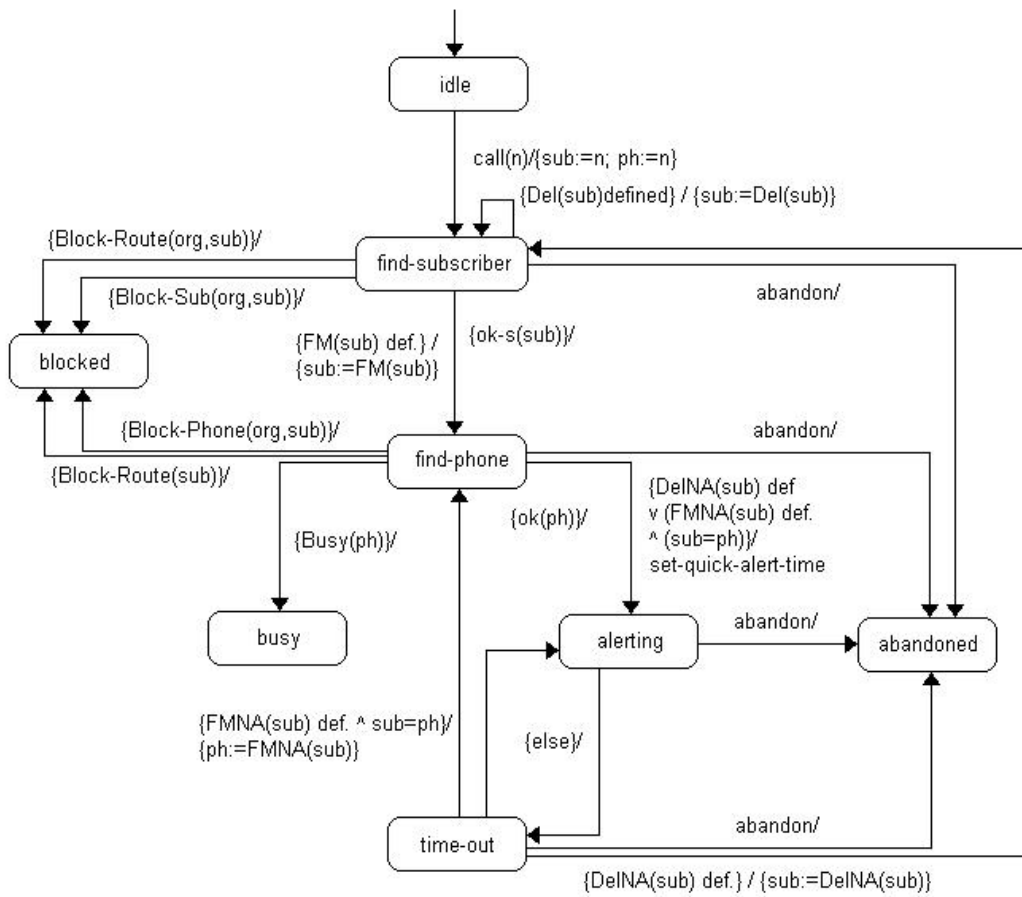 idle
call(n)/{sub:=n; ph:=n}
{Del(sub)defined} / {sub:=Del(sub)}
{Block-Route(org,sub)}/
find-subscriber
{Block-Sub(org,sub)}/
abandon/
{FM(sub) def.} /
{sub:=FM(sub)}
{ok-s(sub)}/
blocked
{Block-Phone(org,sub)}/
abandon/
find-phone
{Block-Route(sub)}/
{Busy(ph)}/
{ok(ph)}/
{DelNA(sub) def
v (FMNA(sub) def.
^ (sub=ph)}/
set-quick-alert-time
busy
alerting
abandon/
abandoned
{FMNA(sub) def. ^ sub=ph}/
{ph:=FMNA(sub)}
{else}/
time-out
abandon/
{DelNA(sub) def.} / {sub:=DelNA(sub)}